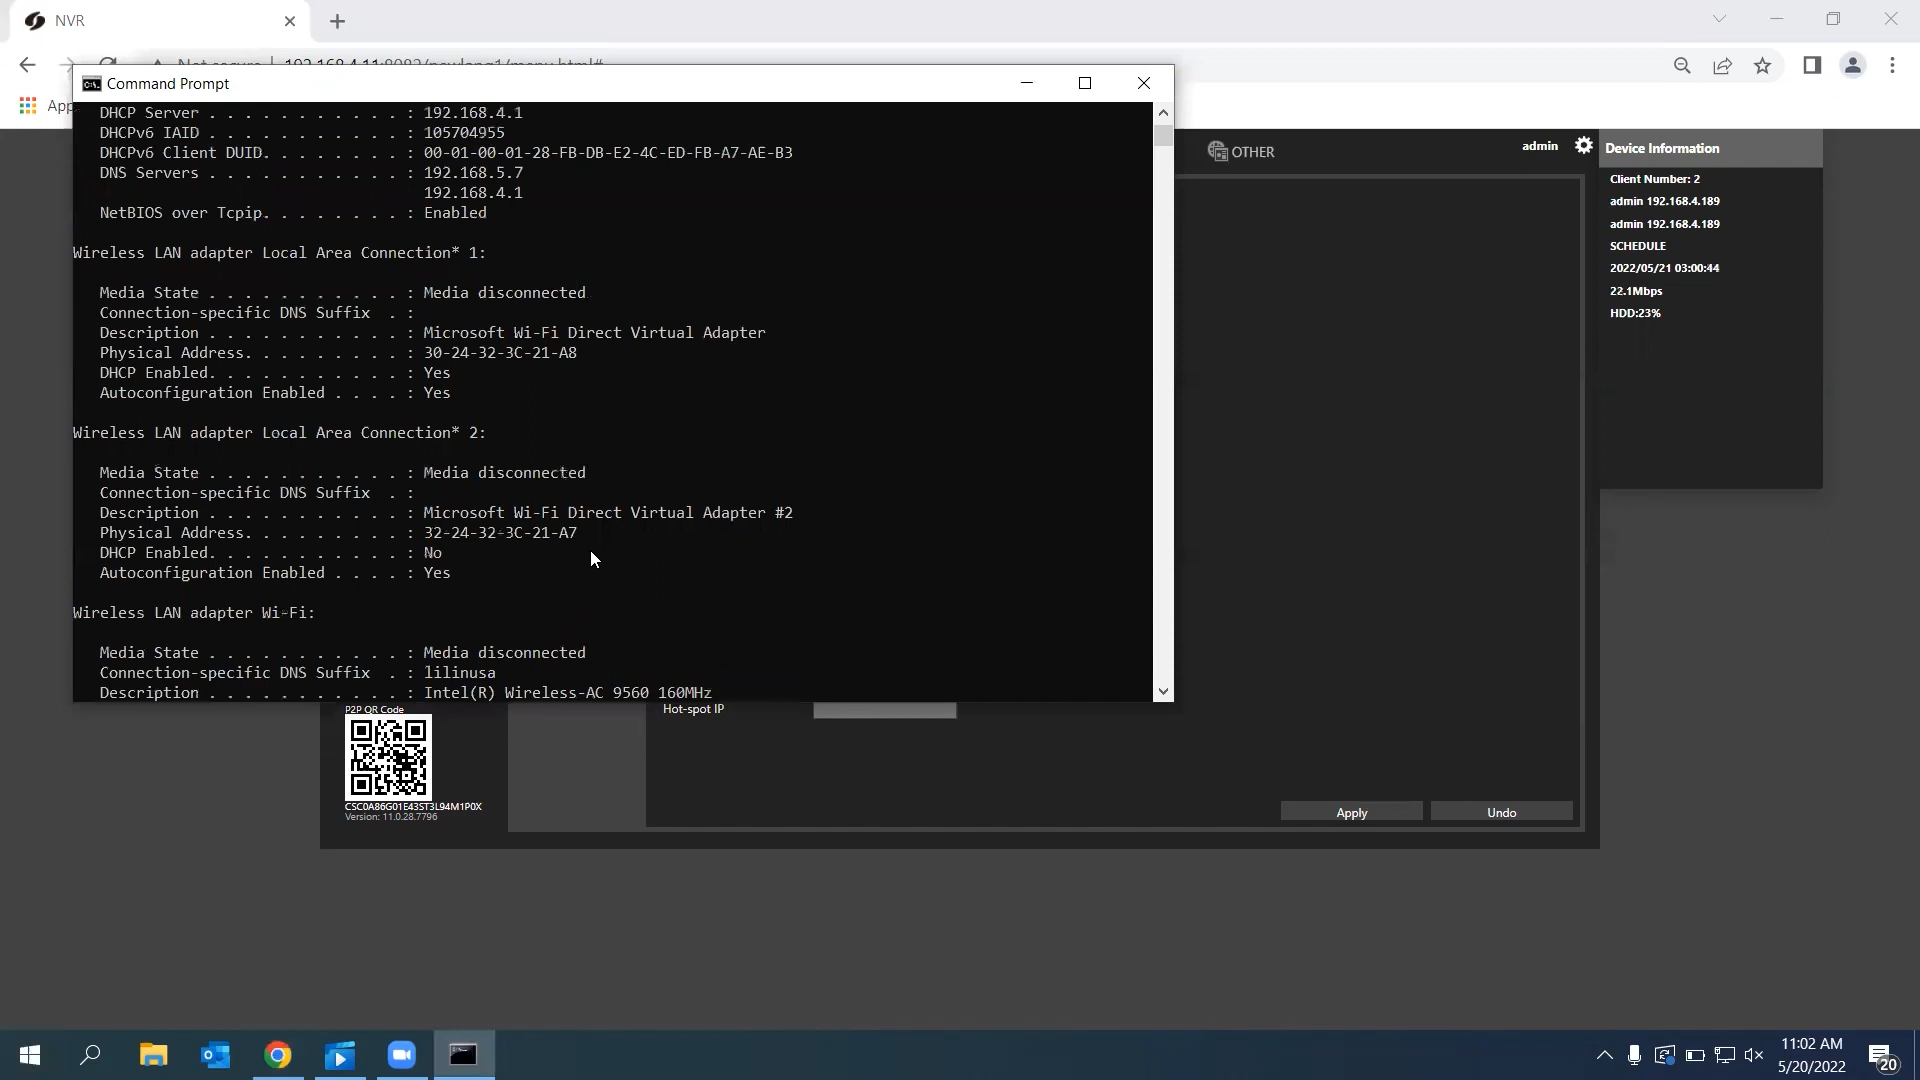 NVR
App
Command Prompt
DHCP Server . . . . . . . . . . . : 192.168.4.1
DHCPv6 IAID . . . . . . . . . . . : 105704955
DHCPv6 Client DUID. . . . . . . . : 00-01-00-01-28-FB-DB-E2-4C-ED-FB-A7-AE-B3
DNS Servers . . . . . . . . . . . : 192.168.5.7
192.168.4.1
NetBIOS over Tcpip. . . . . . . . : Enabled
Wireless LAN adapter Local Area Connection* 1:
Media State . . . . . . . . . . . : Media disconnected
Connection-specific DNS Suffix  . :
Description . . . . . . . . . . . : Microsoft Wi-Fi Direct Virtual Adapter
Physical Address. . . . . . . . . : 30-24-32-3C-21-A8
DHCP Enabled. . . . . . . . . . . : Yes
Autoconfiguration Enabled . . . . : Yes
Wireless LAN adapter Local Area Connection* 2:
Media State . . . . . . . . . . . : Media disconnected
Connection-specific DNS Suffix  . :
Description . . . . . . . . . . . : Microsoft Wi-Fi Direct Virtual Adapter #2
Physical Address. . . . . . . . . : 32-24-32-3C-21-A7
DHCP Enabled. . . . . . . . . . . : No
Autoconfiguration Enabled . . . . : Yes
Wireless LAN adapter Wi-Fi:
Media State . . . . . . . . . . . : Media disconnected
Connection-specific DNS Suffix  . : lilinusa
Description . . . . . . . . . . . : Intel(R) Wireless-AC 9560 160MHz
OTHER
admin
Device Information
Client Number: 2
admin 192.168.4.189
admin 192.168.4.189
SCHEDULE
2022/05/21 03:00:44
22.1Mbps
HDD:23%
P2P QR Code
Hot-spot IP
CSC0A86G01E43ST3L94M1P0X
Version: 11.0.28.7796
Apply
Undo
11:02 AM
5/20/2022
20